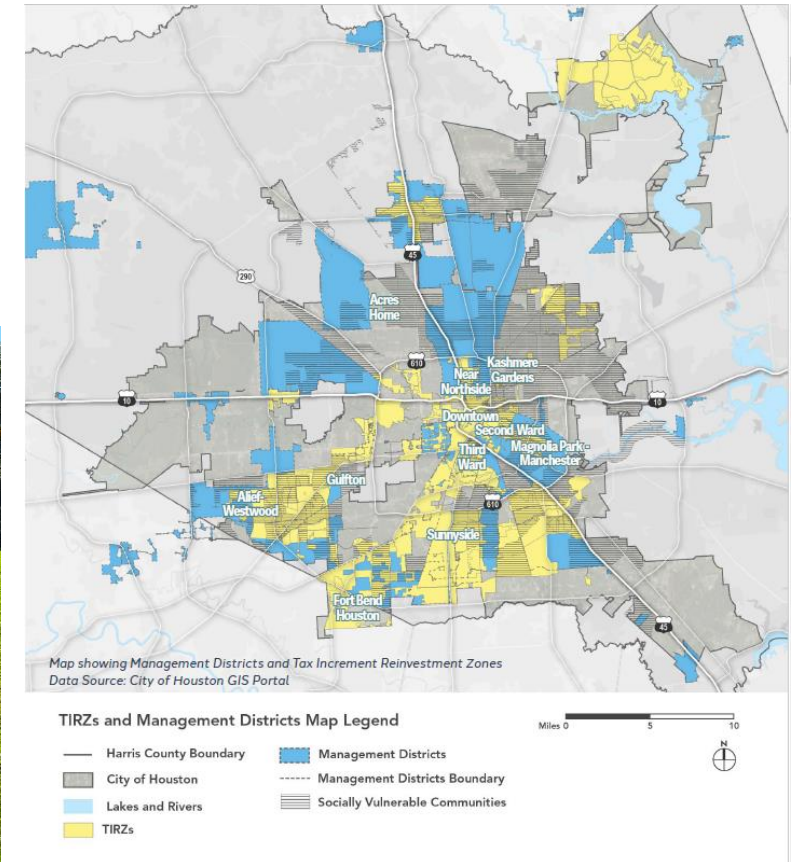 45
290
Acres
Home
610
Kashmere
Gardens
Near
Northside
10
10
Downtown
Second Ward
Magnolia Park -
Manchester
Third
Ward
Gulfton
Alief-
Westwood
610
Sunnyside
Fort Bend
Houston
45
Map showing Management Districts and Tax Increment Reinvestment Zones
Data Source: City of Houston GIS Portal
TIRZs and Management Districts Map Legend
Miles 0 5 10
N
Harris County Boundary
City of Houston
Lakes and Rivers
TIRZs
Management Districts
Management Districts Boundary
Socially Vulnerable Communities